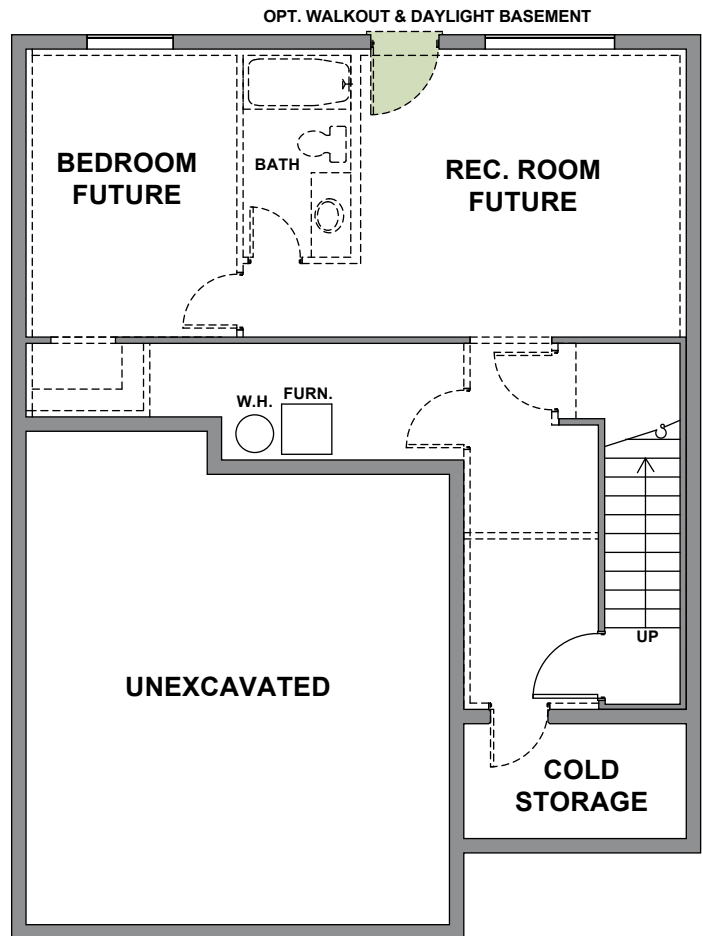 OPT. WALKOUT & DAYLIGHT BASEMENT
BEDROOM
FUTURE
BATH
REC. ROOM
FUTURE
W.H.
FURN.
UP
UNEXCAVATED
COLD
STORAGE